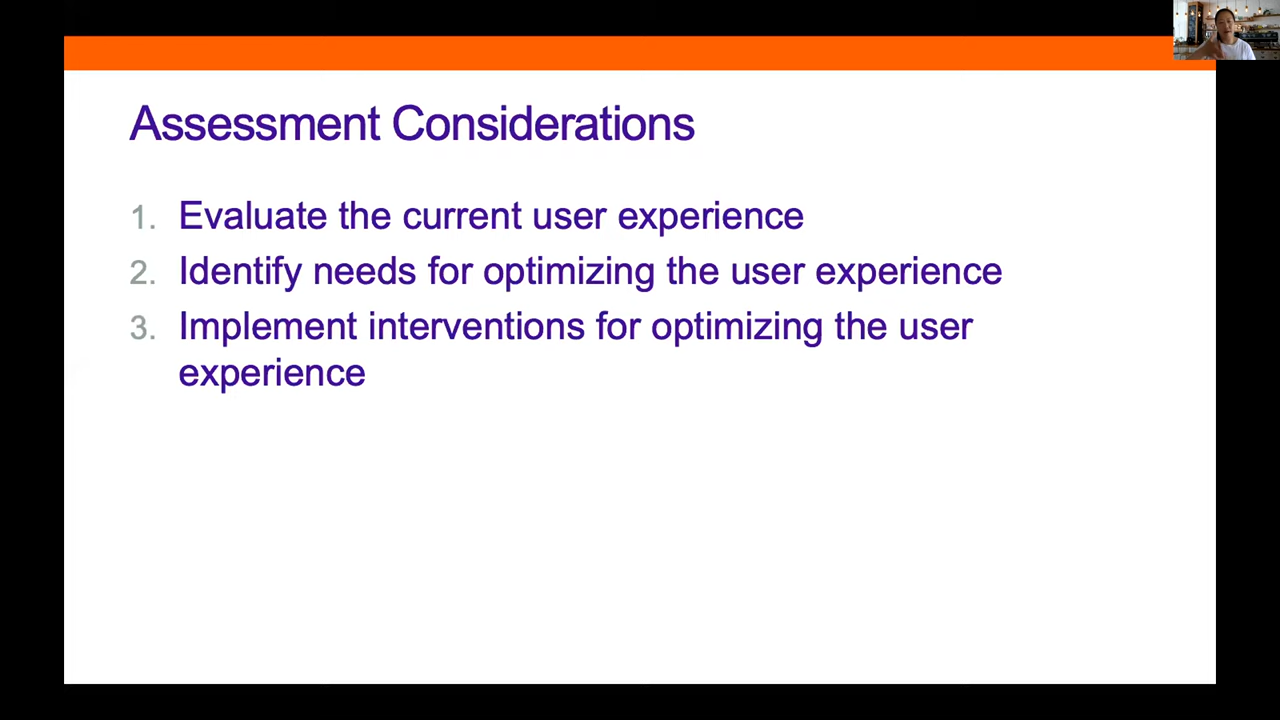 Assessment Considerations
1. Evaluate the current user experience
2. Identify needs for optimizing the user experience
3. Implement interventions for optimizing the user
experience